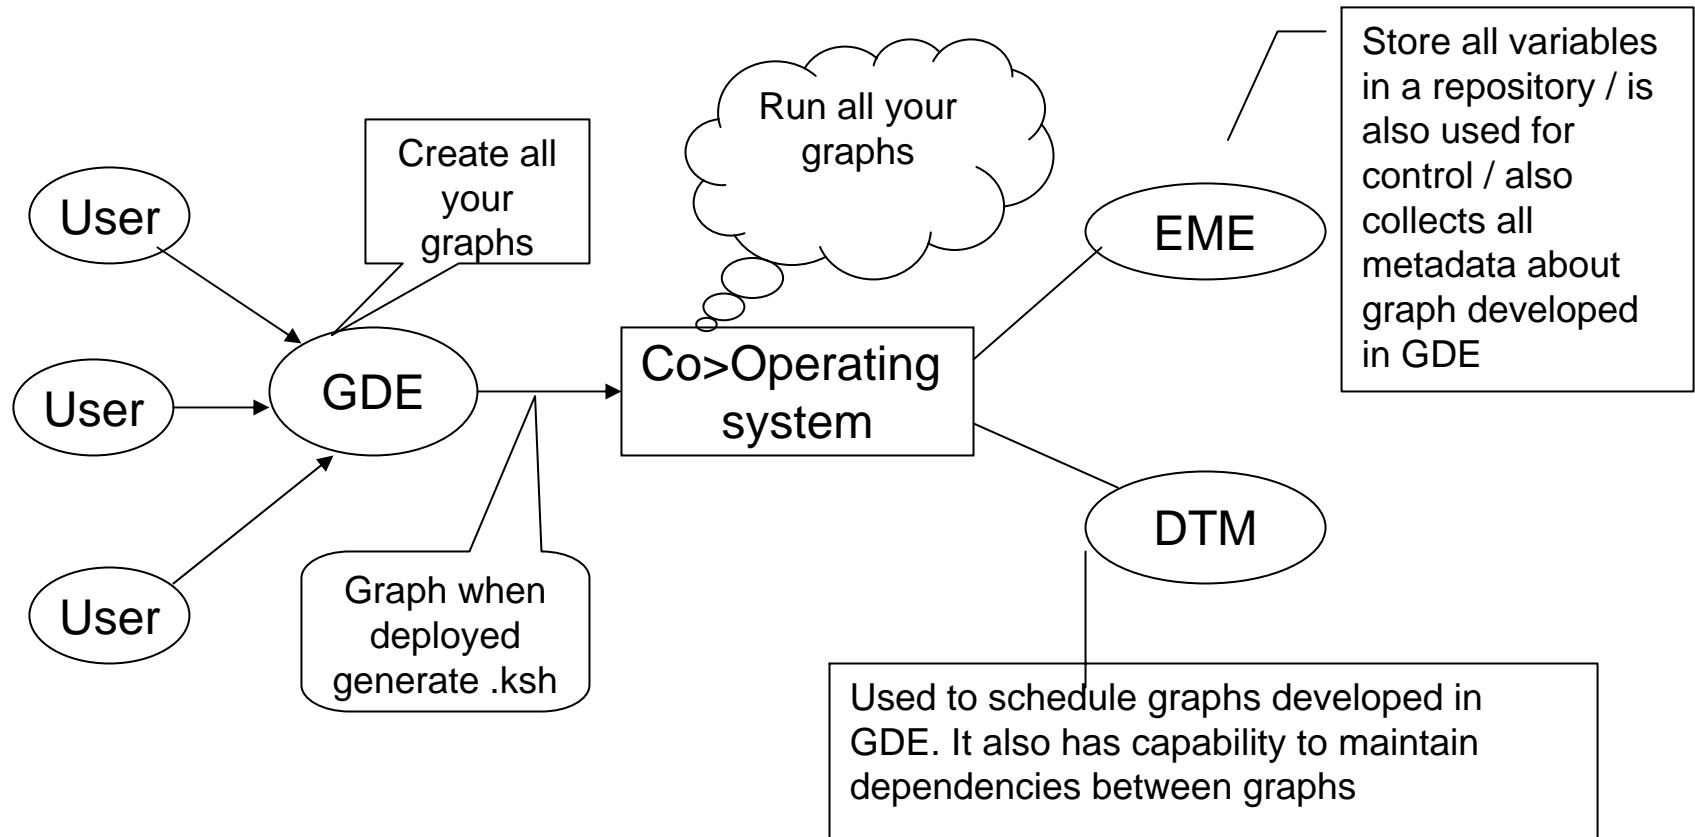 User
User
User
Create all
your
graphs
GDE
Graph when
deployed
generate .ksh
Run all your
graphs
Co>Operating
system
EME
Store all variables
in a repository / is
also used for
control / also
collects all
metadata about
graph developed
in GDE
DTM
Used to schedule graphs developed in
GDE. It also has capability to maintain
dependencies between graphs